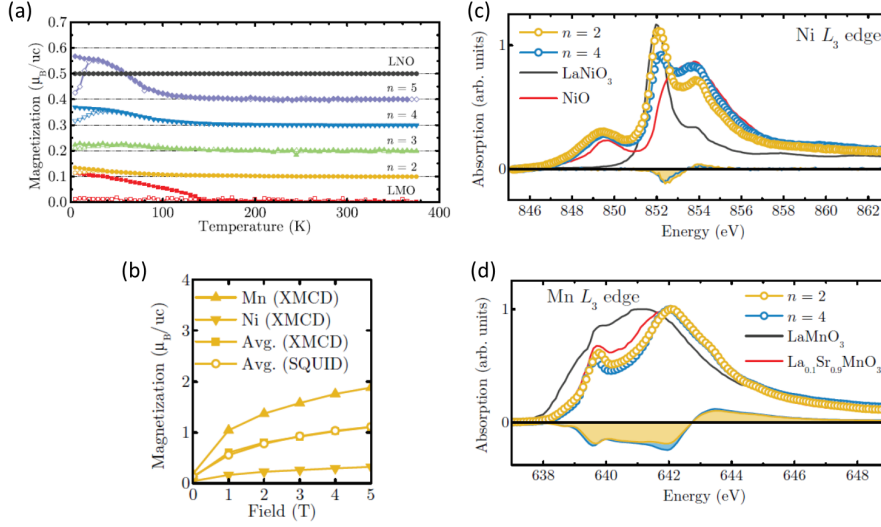 (a)
Magnetization (μB/uc)
0.7
0.6
0.5
0.4
0.3
0.2
0.1
0.0
LNO
n = 5
n = 4
n = 3
n = 2
LMO
0 100 200 300 400
Temperature (K)
(b)
Magnetization (μB/uc)
4
2
0
Mn (XMCD)
Ni (XMCD)
Avg. (XMCD)
Avg. (SQUID)
0 1 2 3 4 5
Field (T)
(c)
Absorption (arb. units)
1
0
n = 2
n = 4
LaNiO3
NiO
Ni L3 edge
846 848 850 852 854 856 858 860 862
Energy (eV)
(d)
Absorption (arb. units)
1
0
Mn L3 edge
n = 2
n = 4
LaMnO3
La0.1Sr0.9MnO3
638 640 642 644 646 648
Energy (eV)